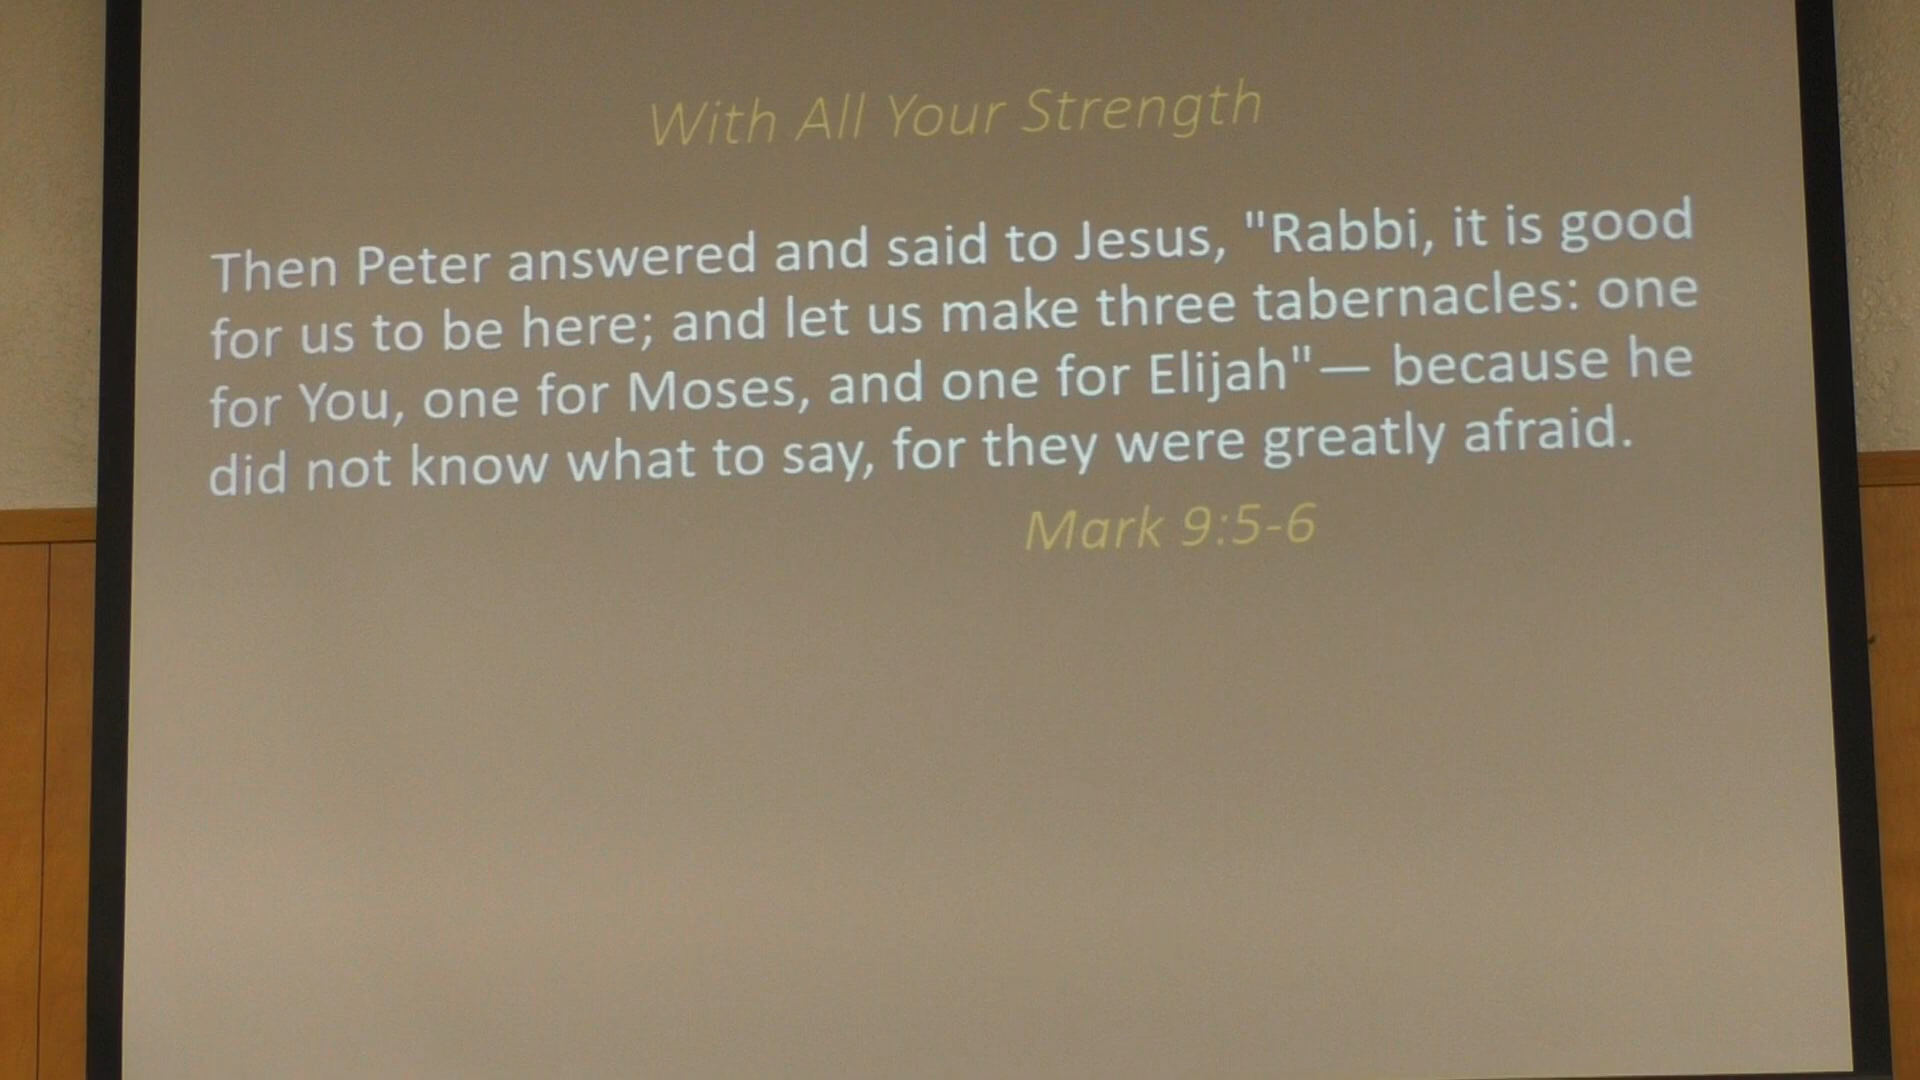 With All Your Strength
Then Peter answered and said to Jesus, "Rabbi, it is good
for us to be here; and let us make three tabernacles: one
for You, one for Moses, and one for Elijah"— because he
did not know what to say, for they were greatly afraid.
Mark 9:5-6